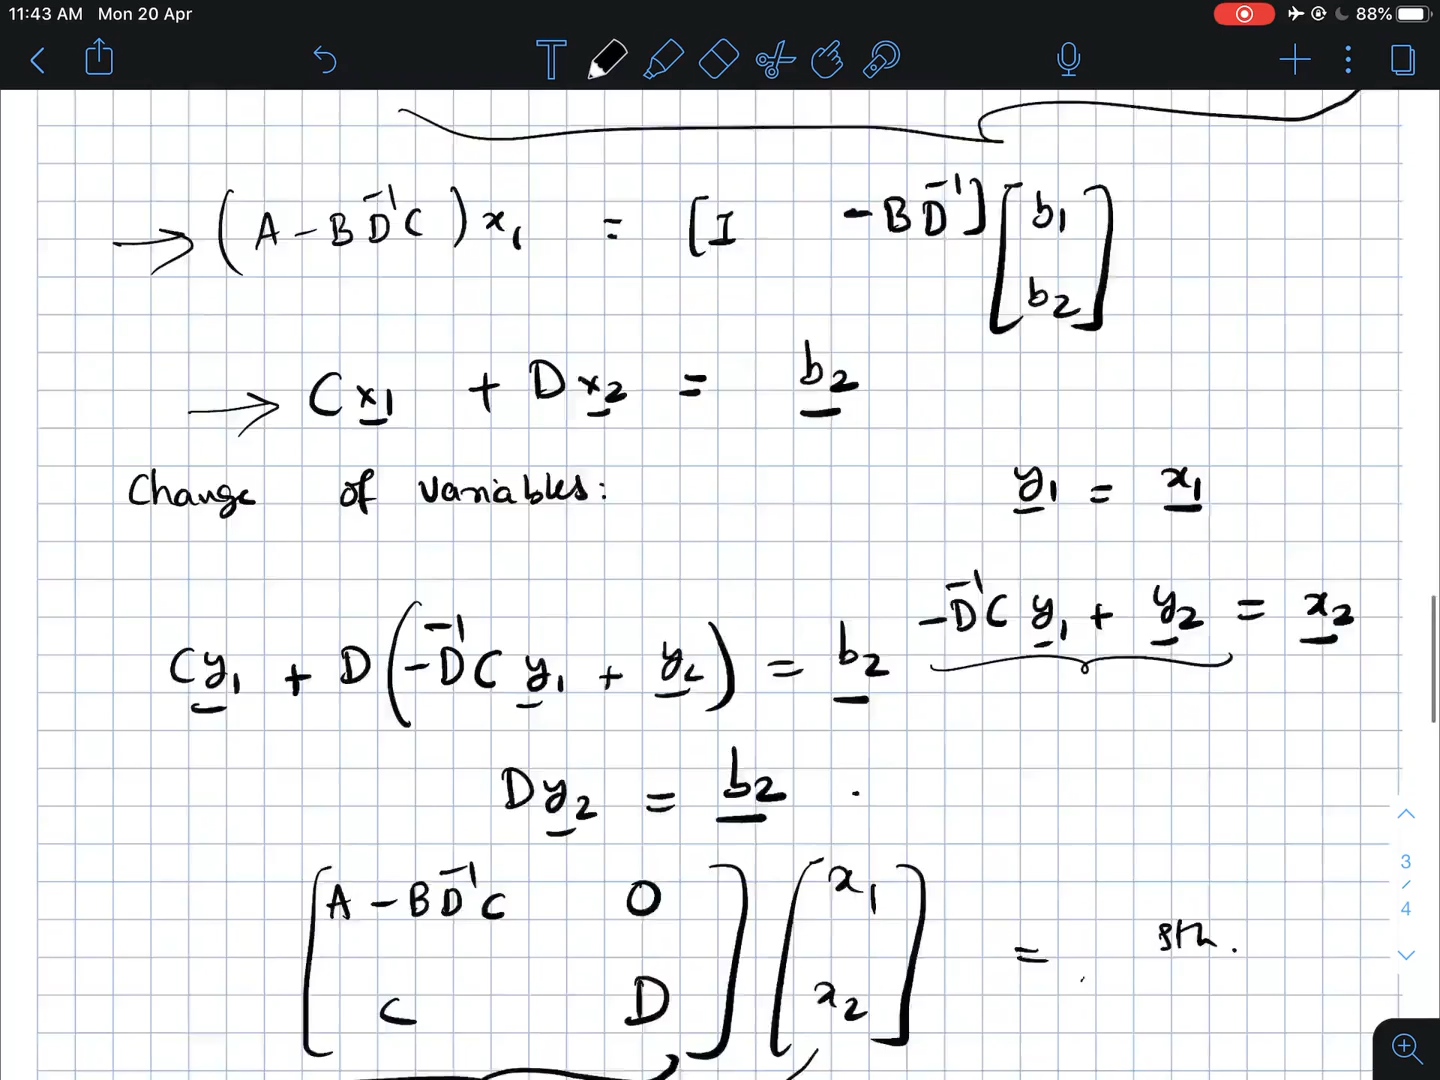 11:43 AM Mon 20 Apr 88%
(A - BD⁻¹C) x₁ = [I -BD⁻¹] [b₁
b₂]
Cx₁ + Dx₂ = b₂
Change of variables: y₁ = x₁
-D⁻¹C y₁ + y₂ = x₂
Cy₁ + D(-D⁻¹C y₁ + y₂) = b₂
Dy₂ = b₂ .
[A - BD⁻¹C 0] [x₁] = sth.
[C D] [x₂]
3
/
4